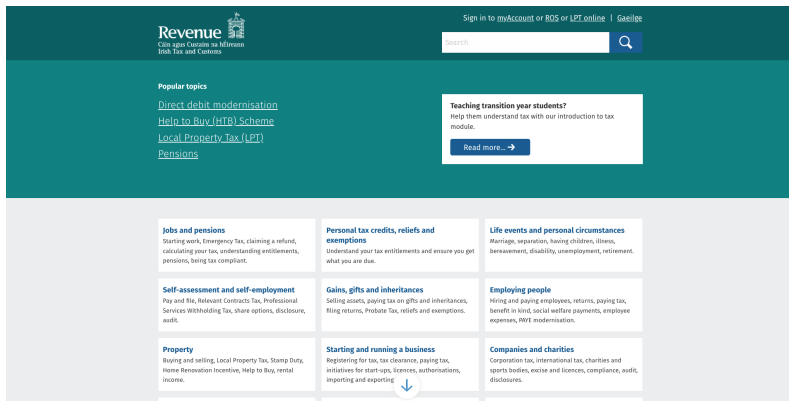 Revenue
Cáin agus Custaim na hÉireann
Irish Tax and Customs
Sign in to myAccount or ROS or LPT online | Gaeilge
Search
Popular topics
Direct debit modernisation
Help to Buy (HTB) Scheme
Local Property Tax (LPT)
Pensions
Teaching transition year students?
Help them understand tax with our introduction to tax
module.
Read more...
Jobs and pensions
Starting work, Emergency Tax, claiming a refund,
calculating your tax, understanding entitlements,
pensions, being tax compliant.
Personal tax credits, reliefs and
exemptions
Understand your tax entitlements and ensure you get
what you are due.
Life events and personal circumstances
Marriage, separation, having children, illness,
bereavement, disability, unemployment, retirement.
Self-assessment and self-employment
Pay and file, Relevant Contracts Tax, Professional
Services Withholding Tax, share options, disclosure,
audit.
Gains, gifts and inheritances
Selling assets, paying tax on gifts and inheritances,
filing returns, Probate Tax, reliefs and exemptions.
Employing people
Hiring and paying employees, returns, paying tax,
benefit in kind, social welfare payments, employee
expenses, PAYE modernisation.
Property
Buying and selling, Local Property Tax, Stamp Duty,
Home Renovation Incentive, Help to Buy, rental
income.
Starting and running a business
Registering for tax, tax clearance, paying tax,
initiatives for start-ups, licences, authorisations,
importing and exporting
Companies and charities
Corporation tax, international tax, charities and
sports bodies, excise and licences, compliance, audit,
disclosures.